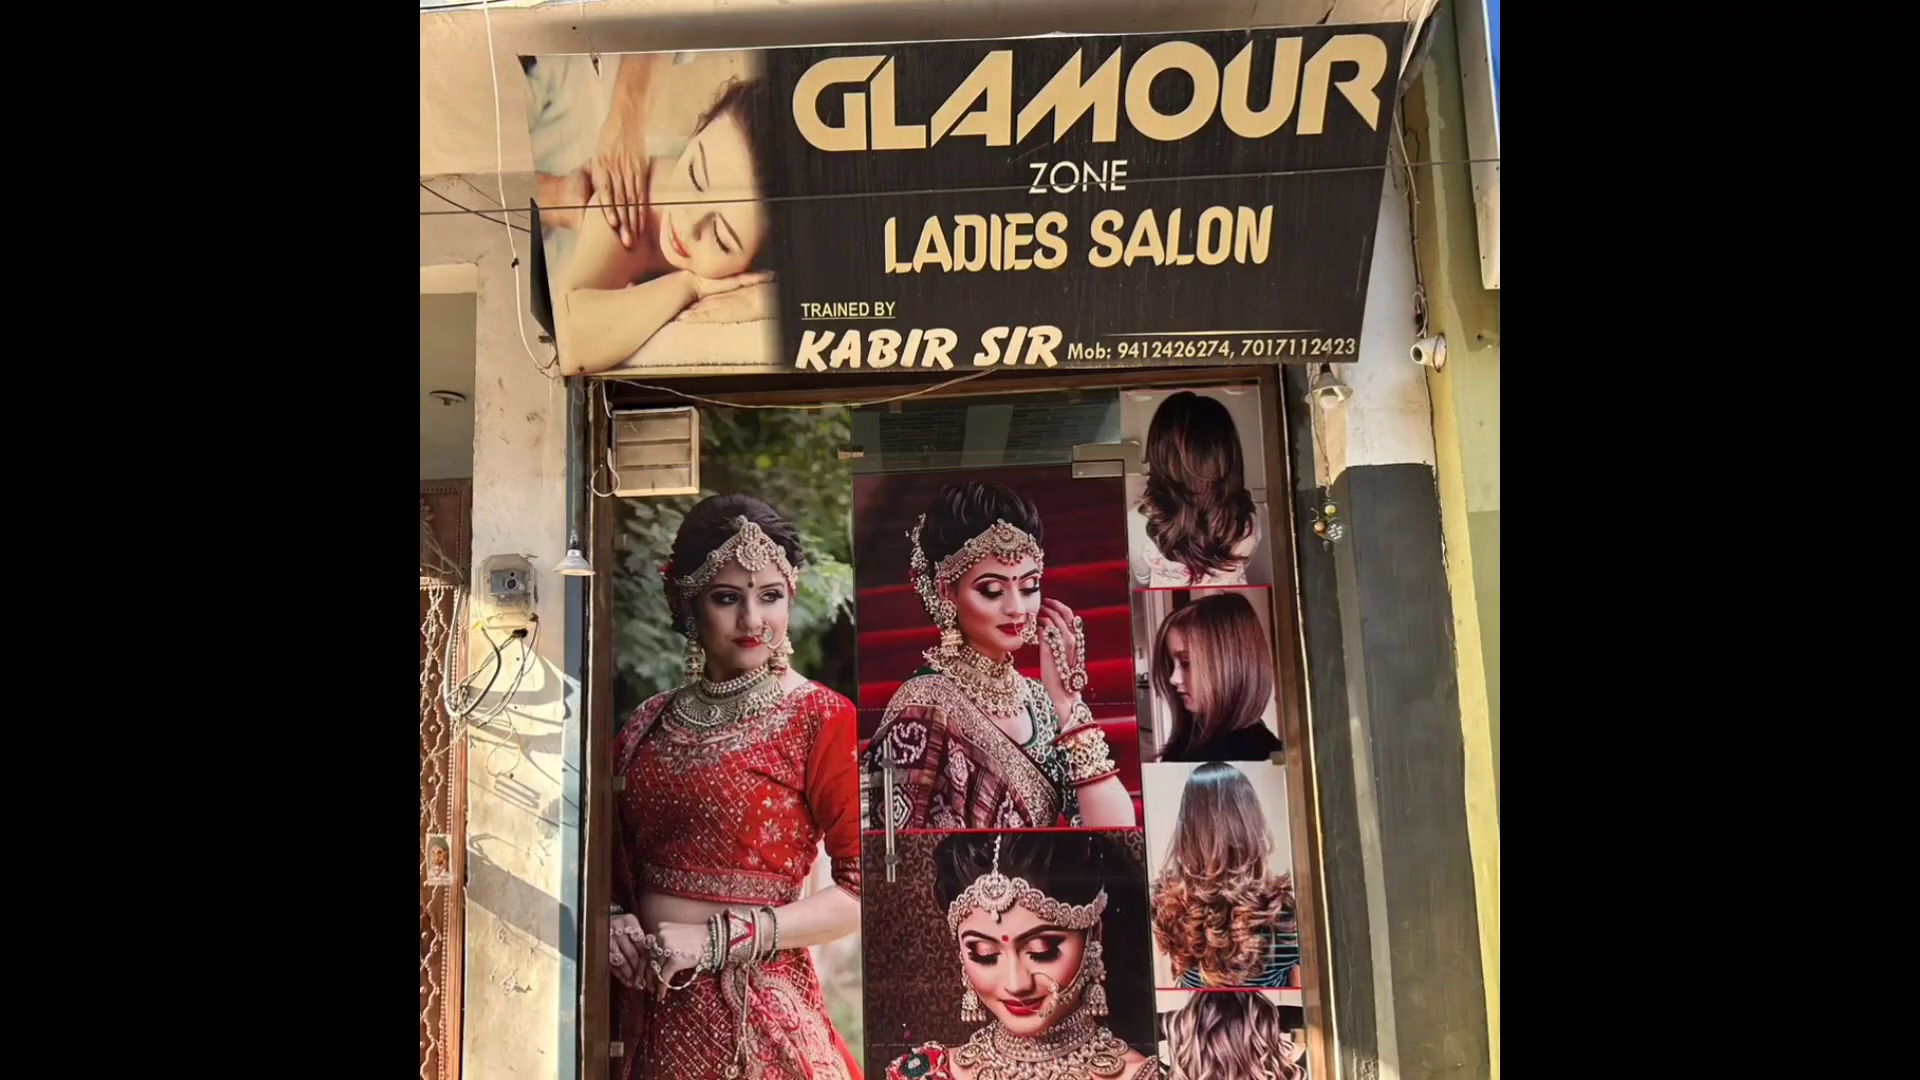 GLAMOUR
ZONE
LADIES SALON
TRAINED BY
KABIR SIR Mob: 9412426274, 7017112423